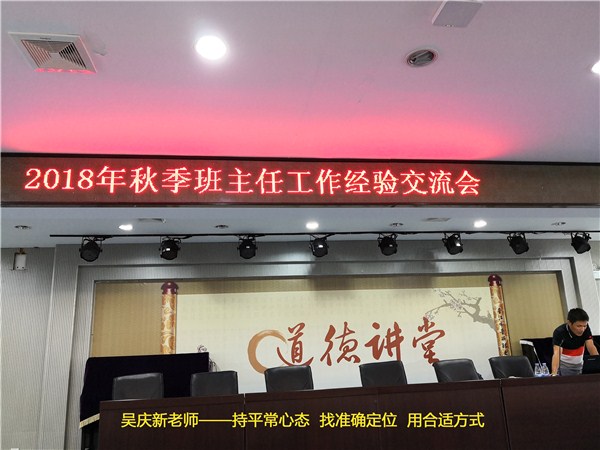 2018年秋季班主任工作经验交流会
道德讲堂
吴庆新老师——持平常心态 找准确定位 用合适方式